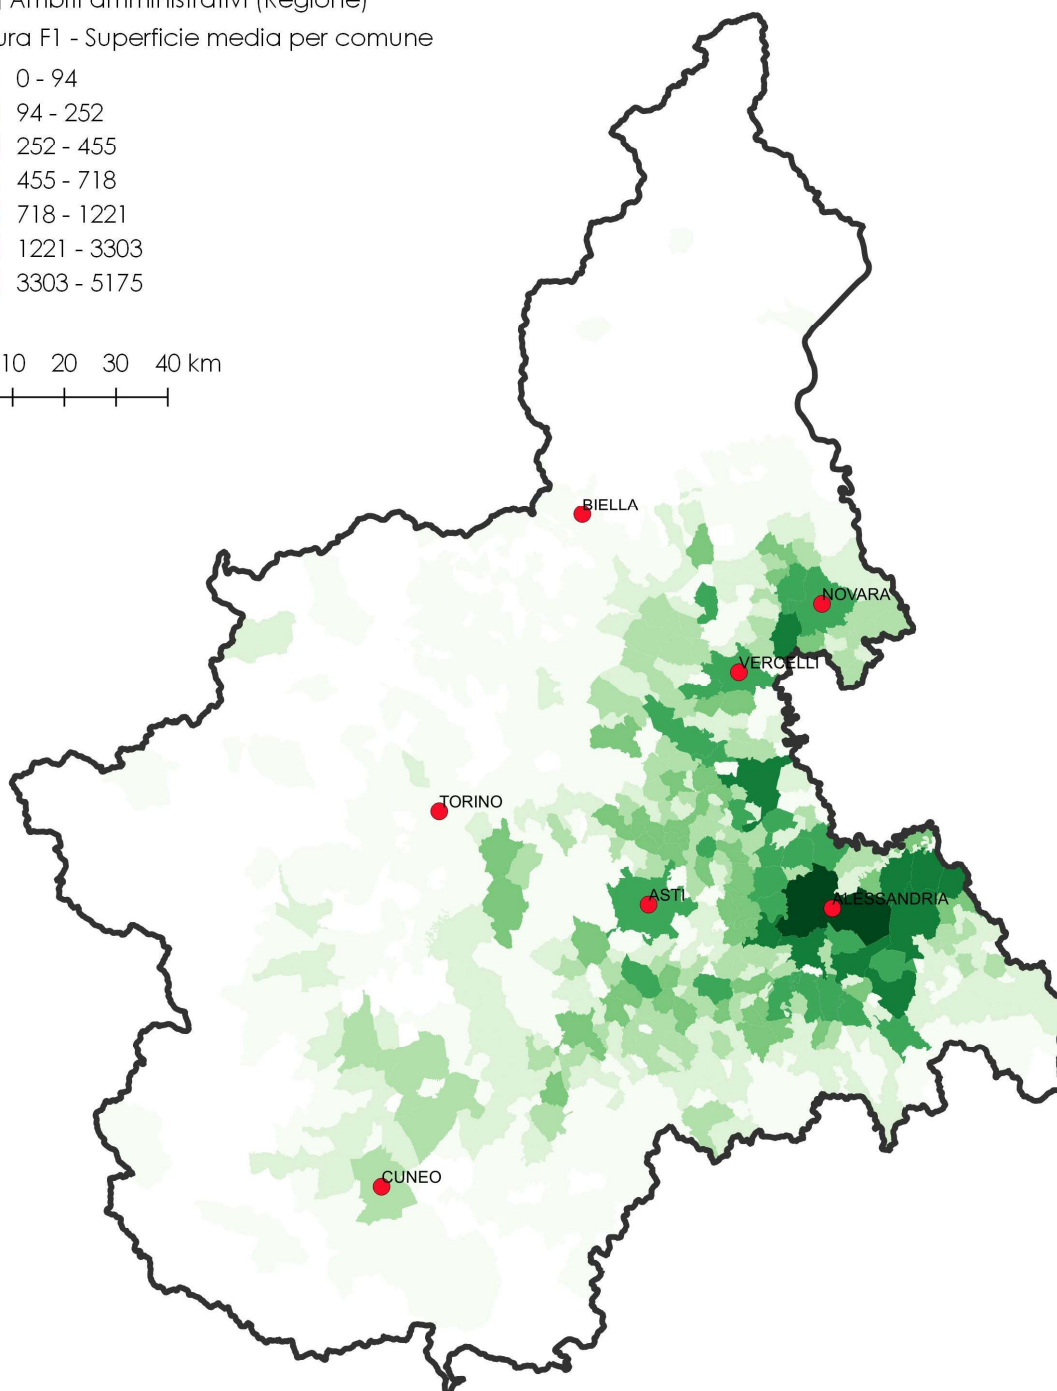 Ambiti amministrativi (Regione)
F1 - Superficie media per comune
0 - 94
94 - 252
252 - 455
455 - 718
718 - 1221
1221 - 3303
3303 - 5175
10 20 30 40 km
BIELLA
NOVARA
VERCELLI
TORINO
ASTI
ALESSANDRIA
CUNEO